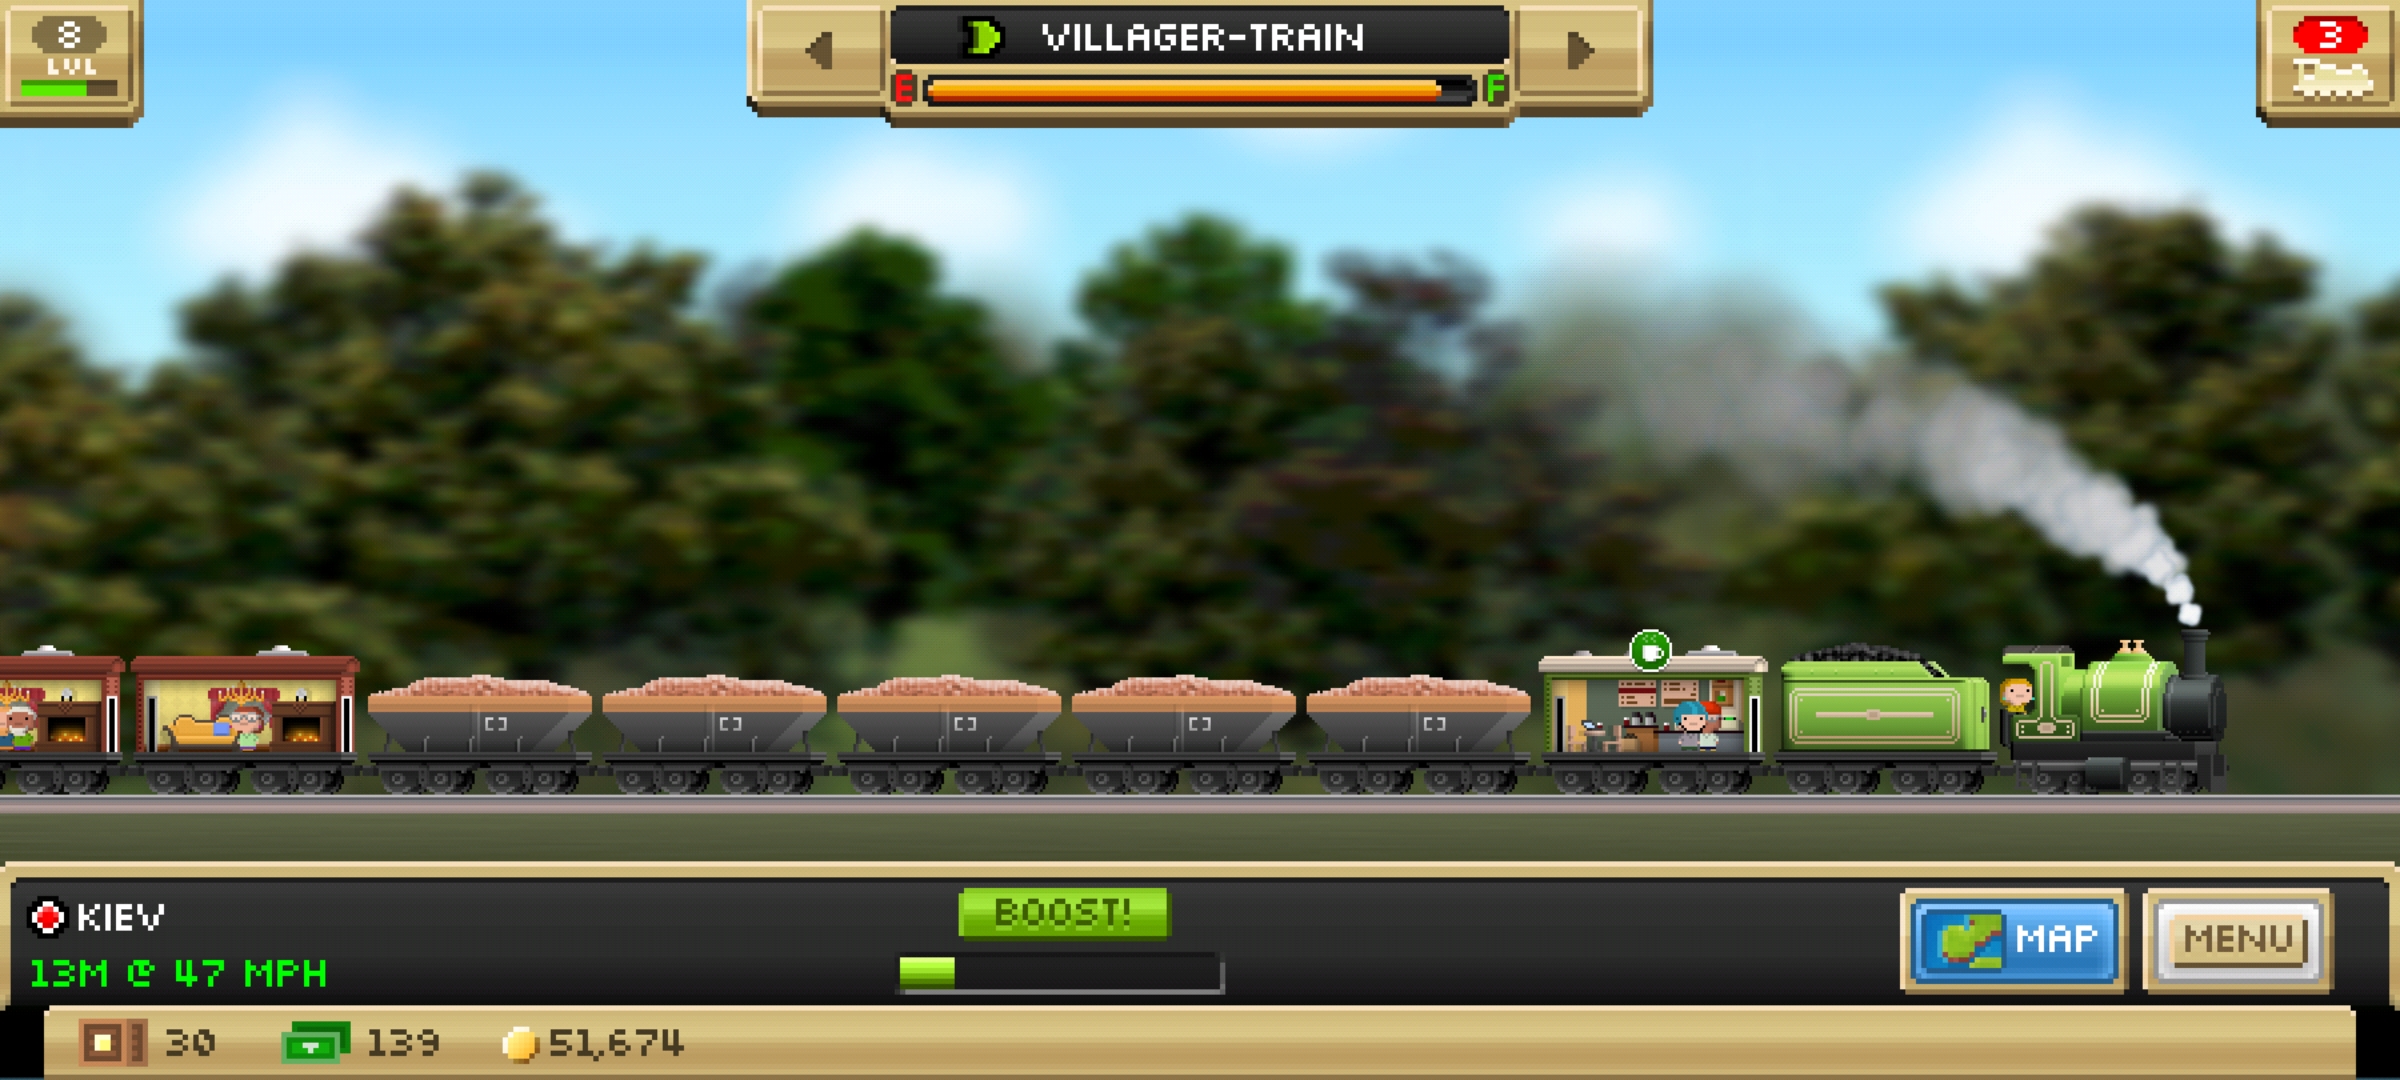 8
LVL
VILLAGER-TRAIN
E F
3
KIEV
13M @ 47 MPH
BOOST!
MAP
MENU
30 139 51,674